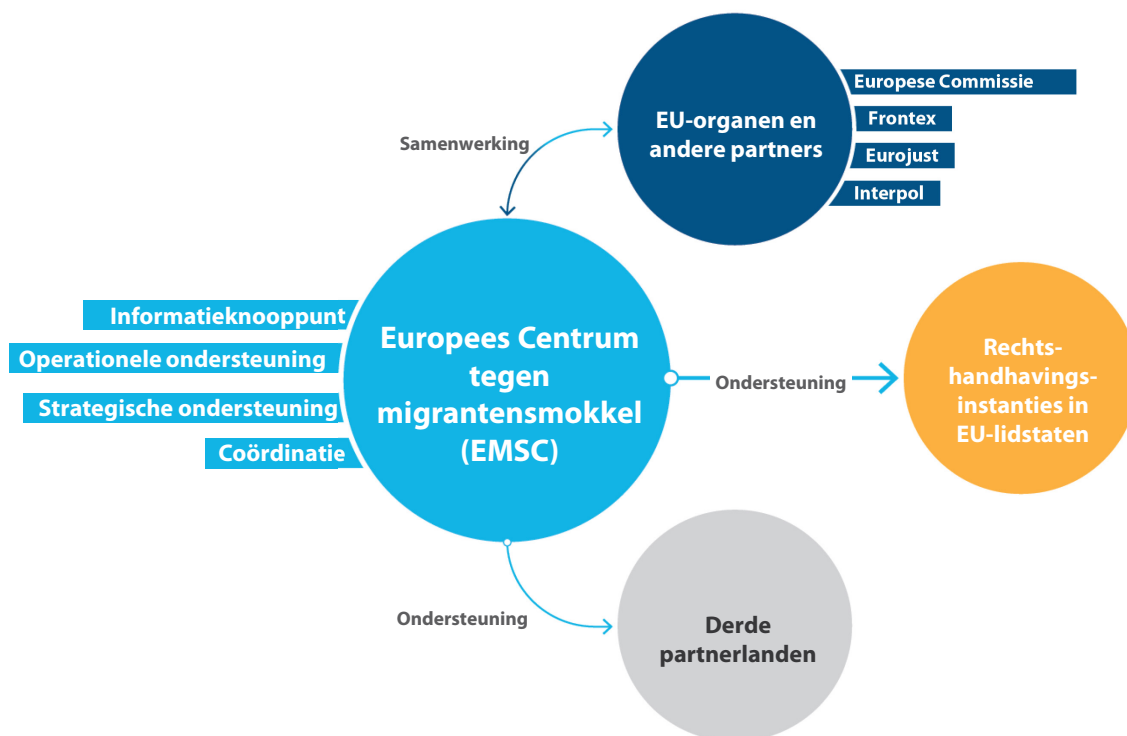 Europese Commissie
Frontex
Eurojust
Interpol
EU-organen en
andere partners
Samenwerking
Informatieknooppunt
Operationele ondersteuning
Strategische ondersteuning
Coördinatie
Europees Centrum
tegen
migrantensmokkel
(EMSC)
Ondersteuning
Rechts-
handhavings-
instanties in
EU-lidstaten
Ondersteuning
Derde
partnerlanden